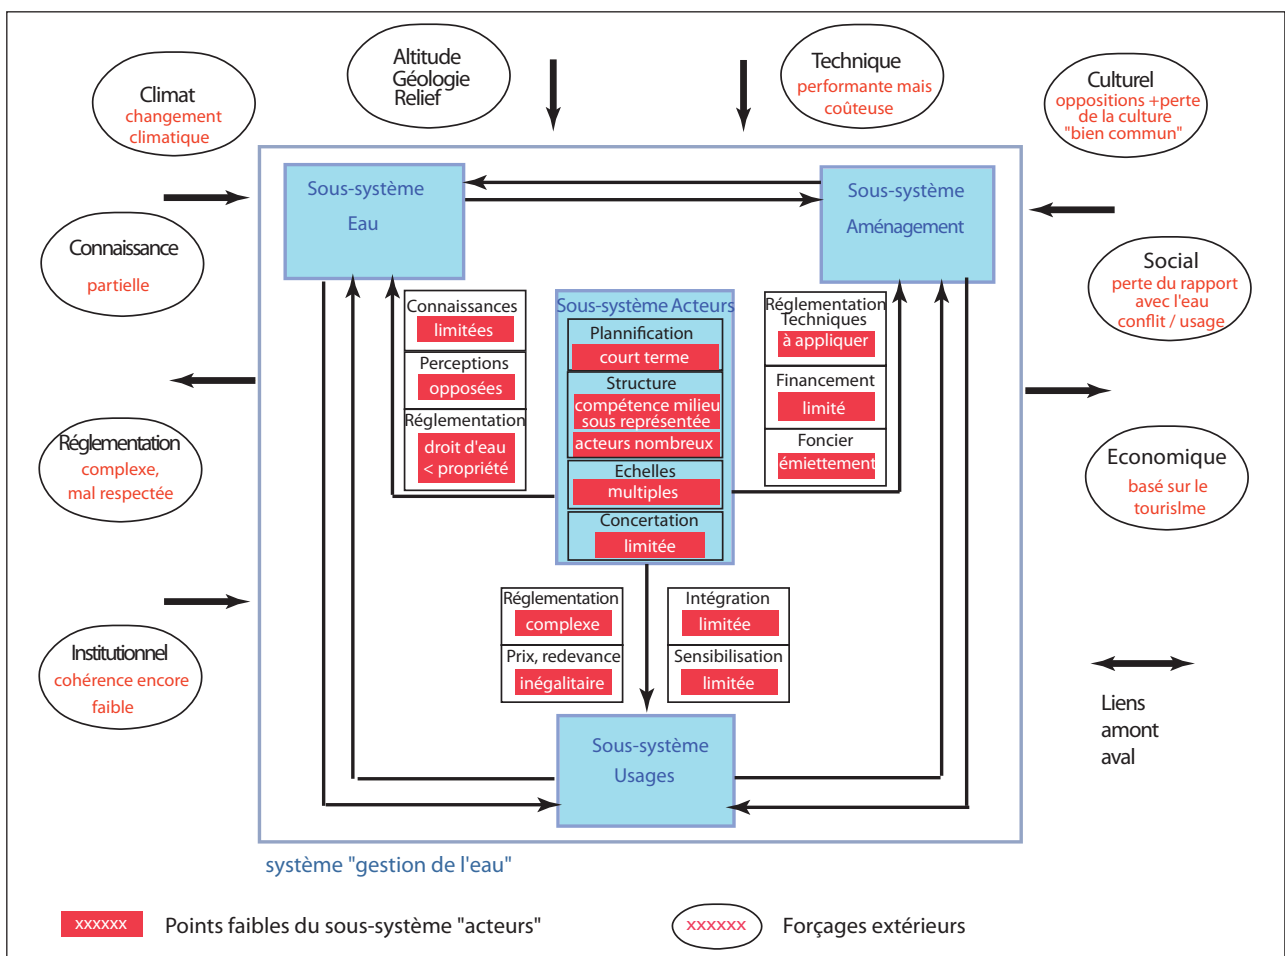 Altitude
Géologie
Relief
Technique
performante mais
coûteuse
Climat
changement
climatique
Culturel
oppositions +perte
de la culture
"bien commun"
Sous-système
Eau
Sous-système
Aménagement
Connaissance
partielle
Social
perte du rapport
avec l'eau
conflit / usage
Connaissances
limitées
Perceptions
opposées
Réglementation
droit d'eau
< propriété
Sous-système Acteurs
Plannification
court terme
Structure
compétence milieu
sous représentée
acteurs nombreux
Echelles
multiples
Concertation
limitée
Réglementation
Techniques
à appliquer
Financement
limité
Foncier
émiettement
Réglementation
complexe,
mal respectée
Economique
basé sur le
tourislme
Réglementation
complexe
Prix, redevance
inégalitaire
Intégration
limitée
Sensibilisation
limitée
Institutionnel
cohérence encore
faible
Liens
amont
aval
Sous-système
Usages
système "gestion de l'eau"
xxxxxx Points faibles du sous-système "acteurs"
xxxxxx Forçages extérieurs